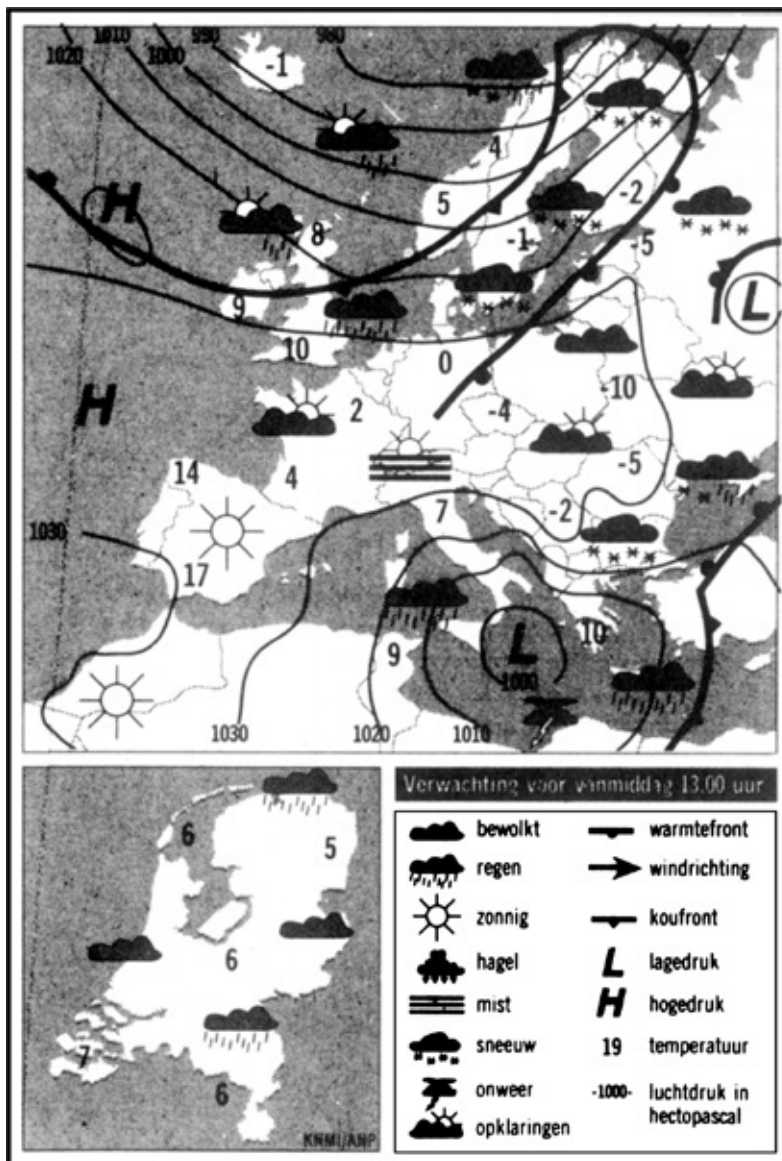 1020
1010
1000
990
980
-1
4
5
H
8
-2
-1
-5
9
L
10
0
2
-10
H
-4
14
4
-5
7
-2
1030
17
L
10
9
1000
1030
1020
1010
6
5
6
7
6
KNMI/ANP
Verwachting voor vanmiddag 13.00 uur
bewolkt
warmtefront
regen
windrichting
zonnig
koufront
hagel
L lagedruk
mist
H hogedruk
sneeuw
19 temperatuur
onweer
-1000- luchtdruk in
hectopascal
opklaringen